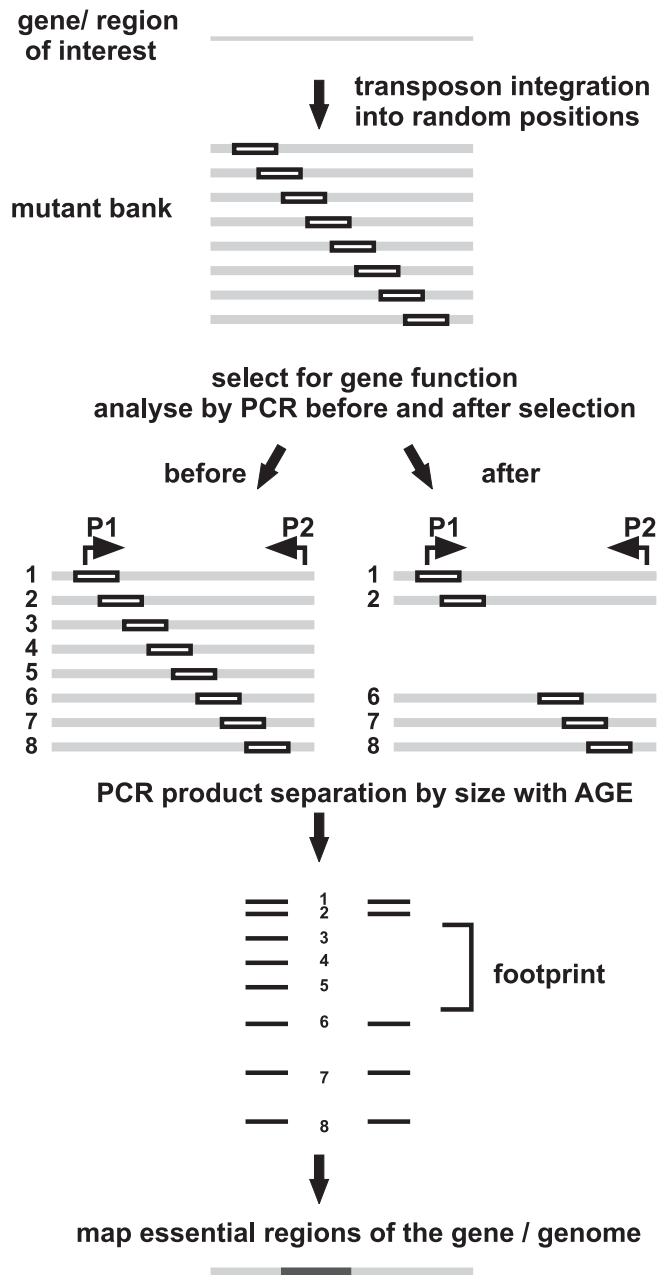 gene/ region
of interest
transposon integration
into random positions
mutant bank
select for gene function
analyse by PCR before and after selection
before
after
P1
P2
P1
P2
1
2
3
4
5
6
7
8
1
2
6
7
8
PCR product separation by size with AGE
1
2
3
4
5
6
7
8
footprint
map essential regions of the gene / genome